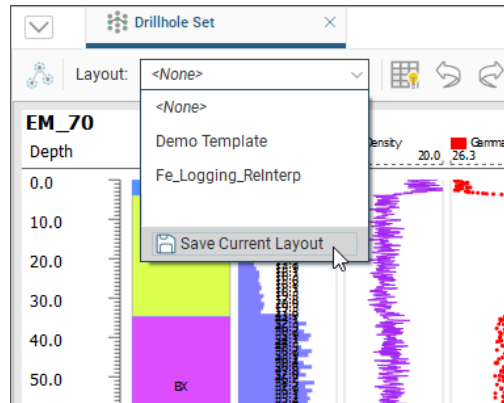 Drillhole Set
Layout: <None>
<None>
Demo Template
Fe_Logging_ReInterp
Save Current Layout
EM_70
Depth
ensity
Gamma
20.0 26.3
0.0
10.0
20.0
30.0
40.0
50.0
BX